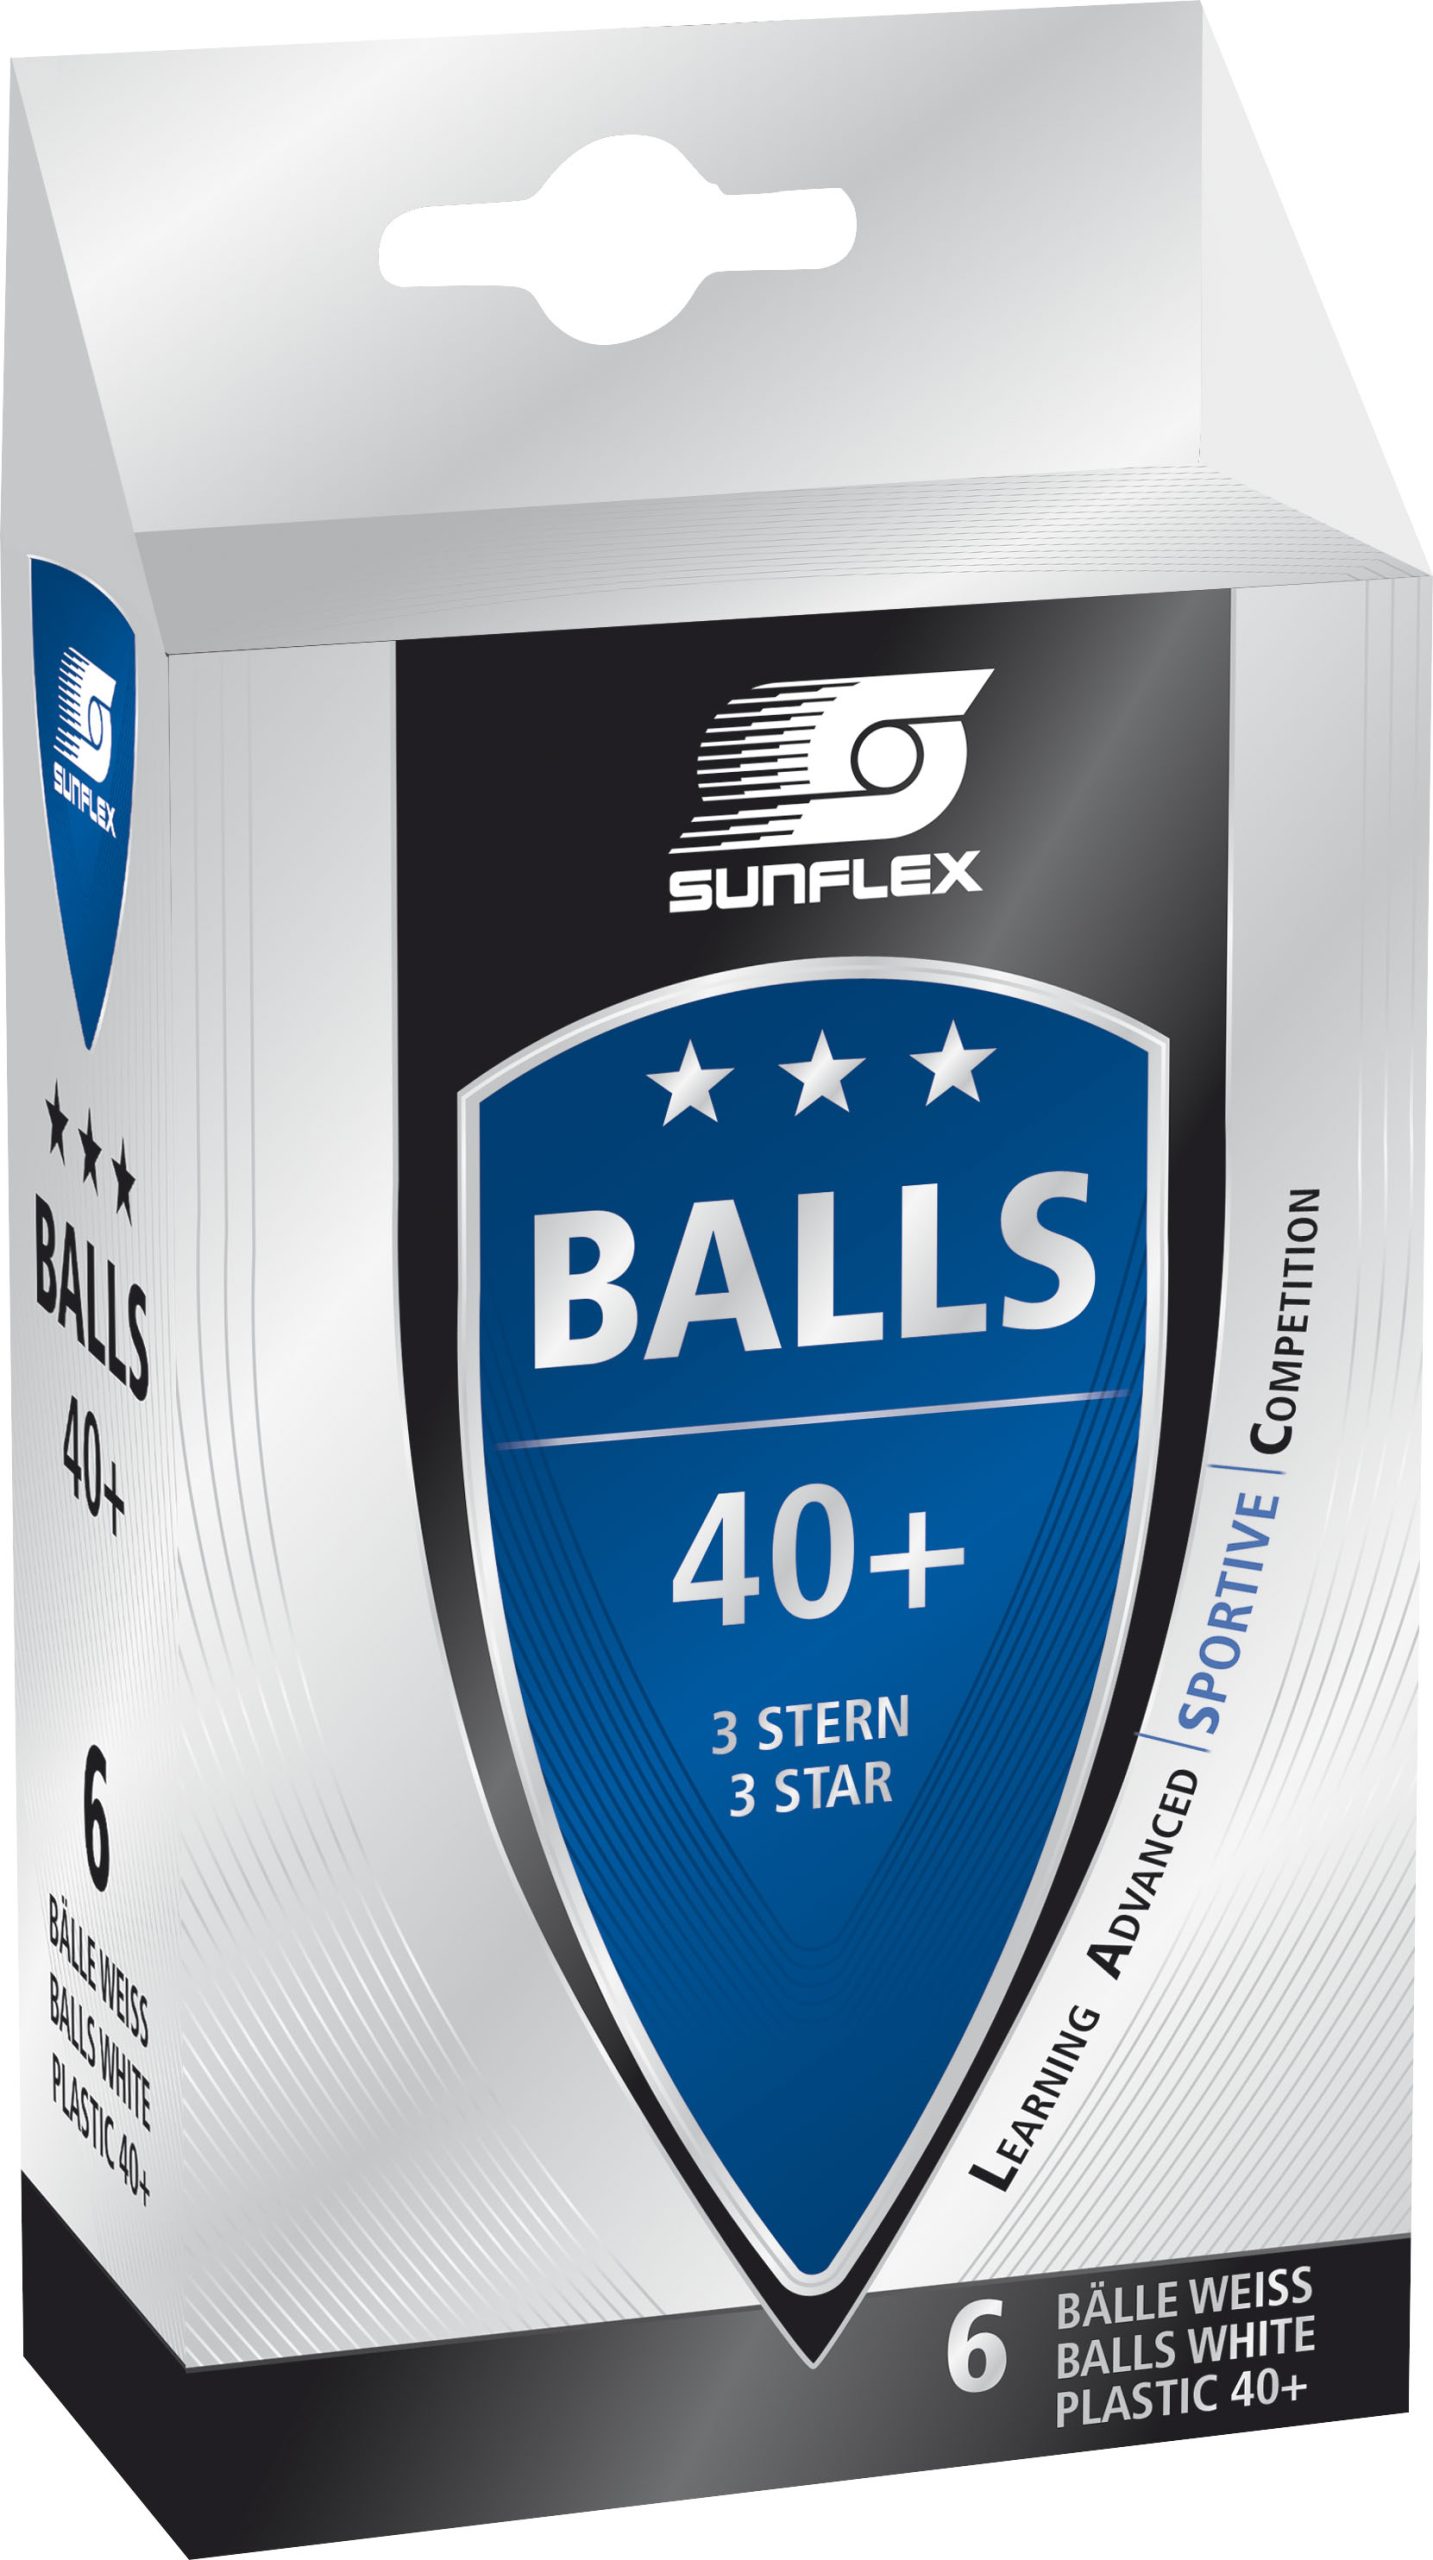 SUNFLEX
BALLS
40+
3 STERN
3 STAR
LEARNING ADVANCED | SPORTIVE | COMPETITION
6 BÄLLE WEISS
BALLS WHITE
PLASTIC 40+
SUNFLEX
BALLS
40+
6
BÄLLE WEISS
BALLS WHITE
PLASTIC 40+